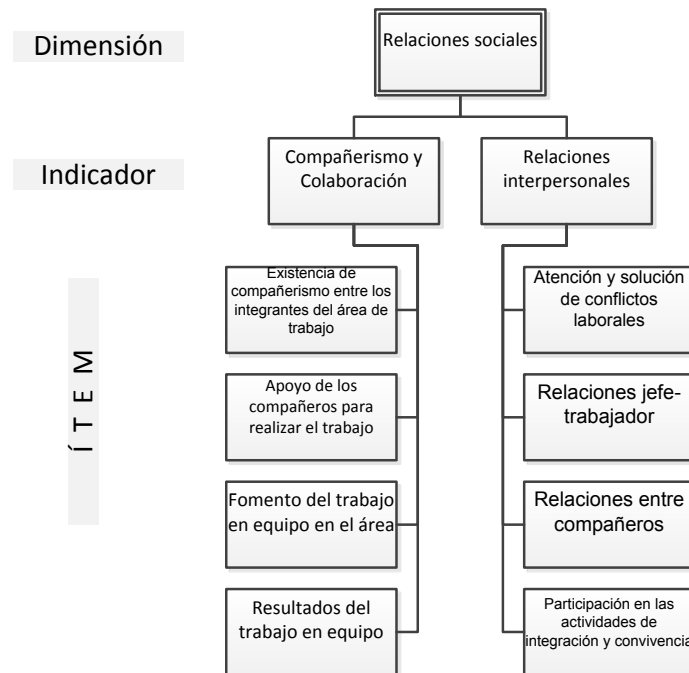 Dimensión
Relaciones sociales
Indicador
Compañerismo y
Colaboración
Relaciones
interpersonales
ÍTEM
Existencia de
compañerismo entre los
integrantes del área de
trabajo
Apoyo de los
compañeros para
realizar el trabajo
Fomento del trabajo
en equipo en el área
Resultados del
trabajo en equipo
Atención y solución
de conflictos
laborales
Relaciones jefe-
trabajador
Relaciones entre
compañeros
Participación en las
actividades de
integración y convivencia